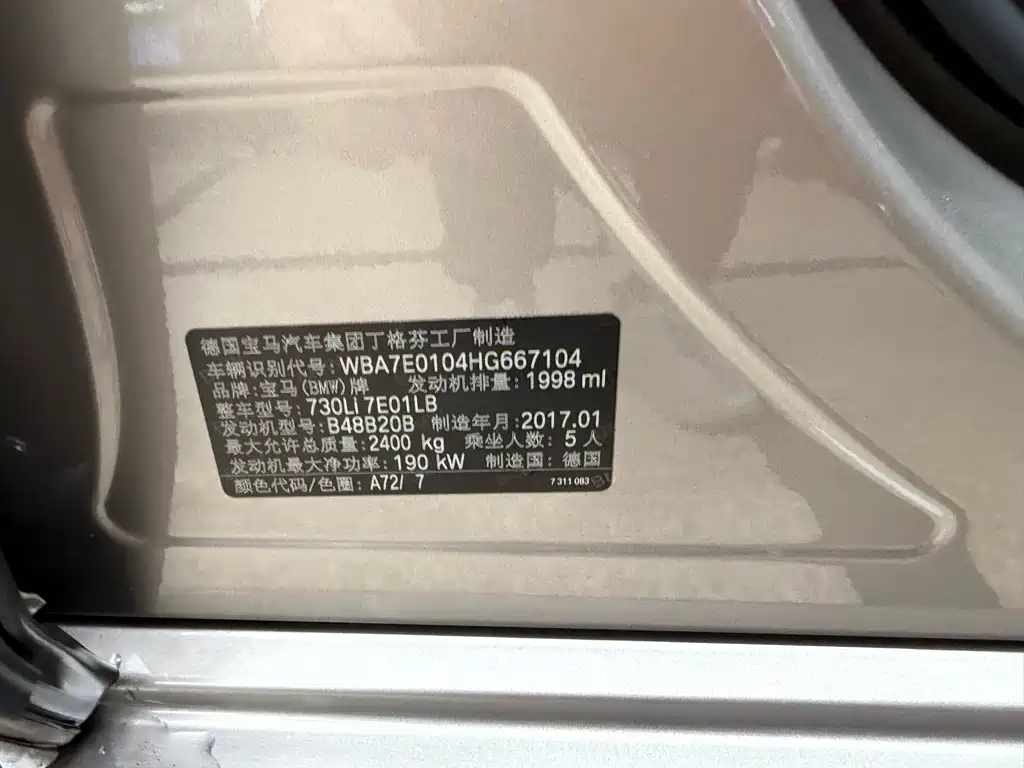 德国宝马汽车集团丁格芬工厂制造
车辆识别代号: WBA7E0104HG667104
品牌: 宝马(BMW)牌 发动机排量: 1998 ml
整车型号: 730Li 7E01LB
发动机型号: B48B20B 制造年月: 2017.01
最大允许总质量: 2400 kg 乘坐人数: 5 人
发动机最大净功率: 190 kW 制造国: 德国
颜色代码/色圈: A72/ 7 7 311 083